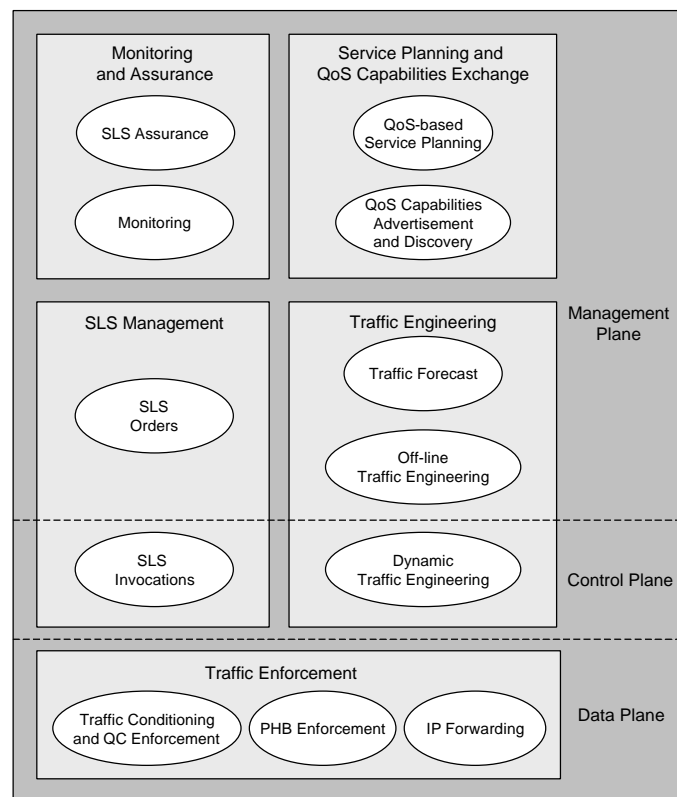 Monitoring
and Assurance
SLS Assurance
Monitoring
Service Planning and
QoS Capabilities Exchange
QoS-based
Service Planning
QoS Capabilities
Advertisement
and Discovery
Management
Plane
SLS Management
SLS
Orders
SLS
Invocations
Traffic Engineering
Traffic Forecast
Off-line
Traffic Engineering
Dynamic
Traffic Engineering
Control Plane
Traffic Enforcement
Traffic Conditioning
and QC Enforcement
PHB Enforcement
IP Forwarding
Data Plane